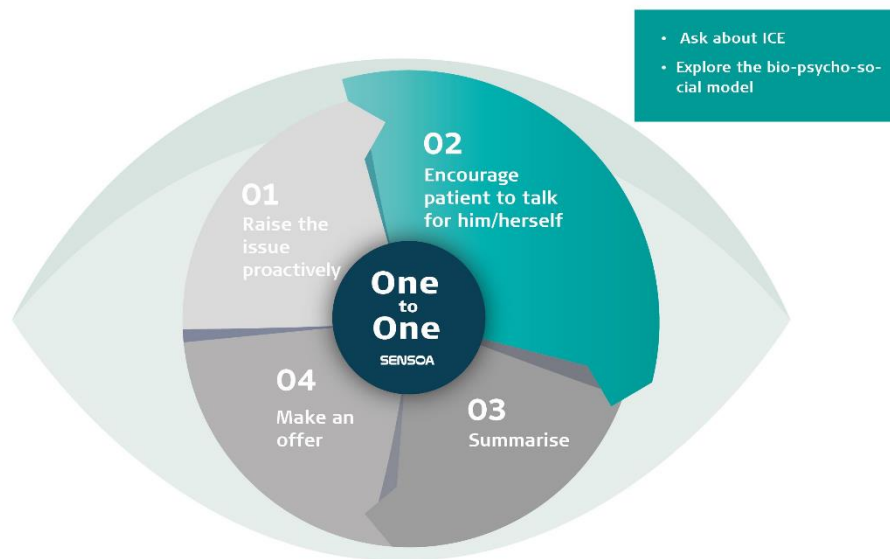 • Ask about ICE
• Explore the bio-psycho-so-
cial model
01
Raise the
issue
proactively
02
Encourage
patient to talk
for him/herself
One
to
One
SENSOA
03
Summarise
04
Make an
offer